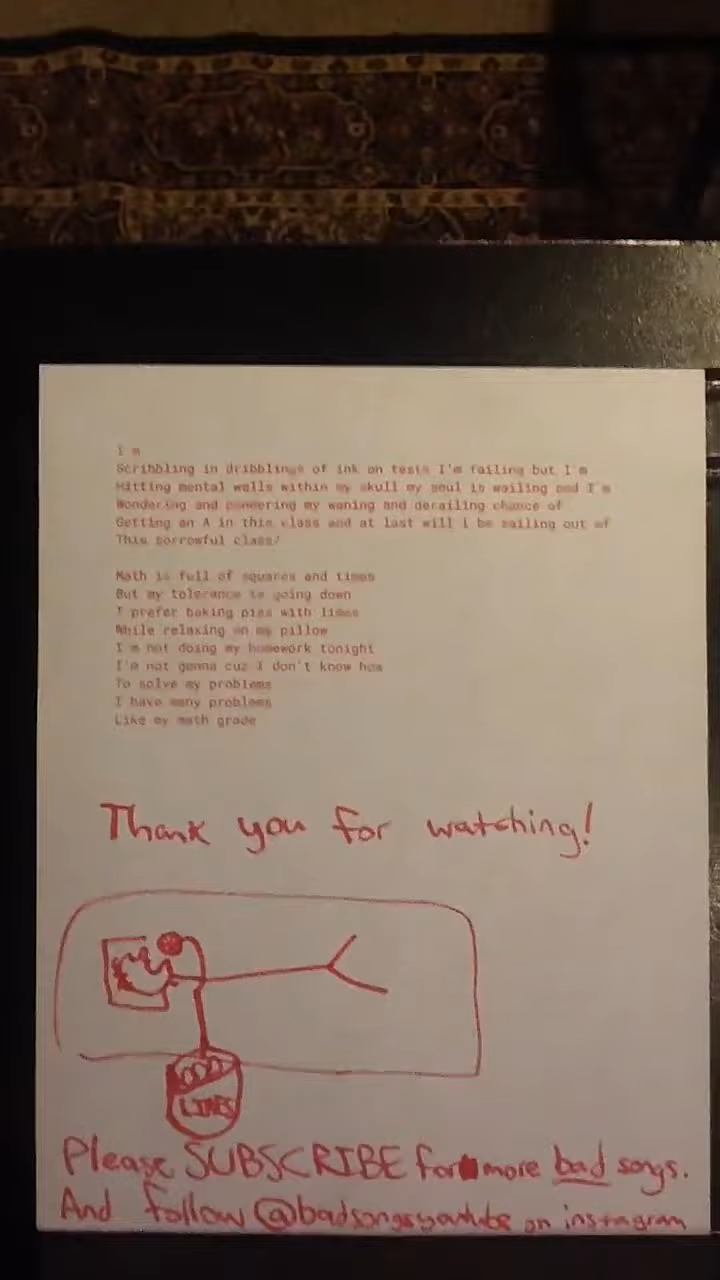 I'm
Scribbling in dribblings of ink on tests I'm failing but I'm
Hitting mental walls within my skull my soul is wailing and I'm
Wondering and pondering my waning and derailing chance of
Getting an A in this class and at last will i be sailing out of
This sorrowful class?
Math is full of squares and times
But my tolerance is going down
I prefer baking pies with limes
While relaxing on my pillow
I'm not doing my homework tonight
I'm not gonna cuz I don't know how
To solve my problems
I have many problems
Like my math grade
Thank you for watching!
LIMES
Please SUBSCRIBE for more bad songs.
And follow @badsongsyoutube on instagram